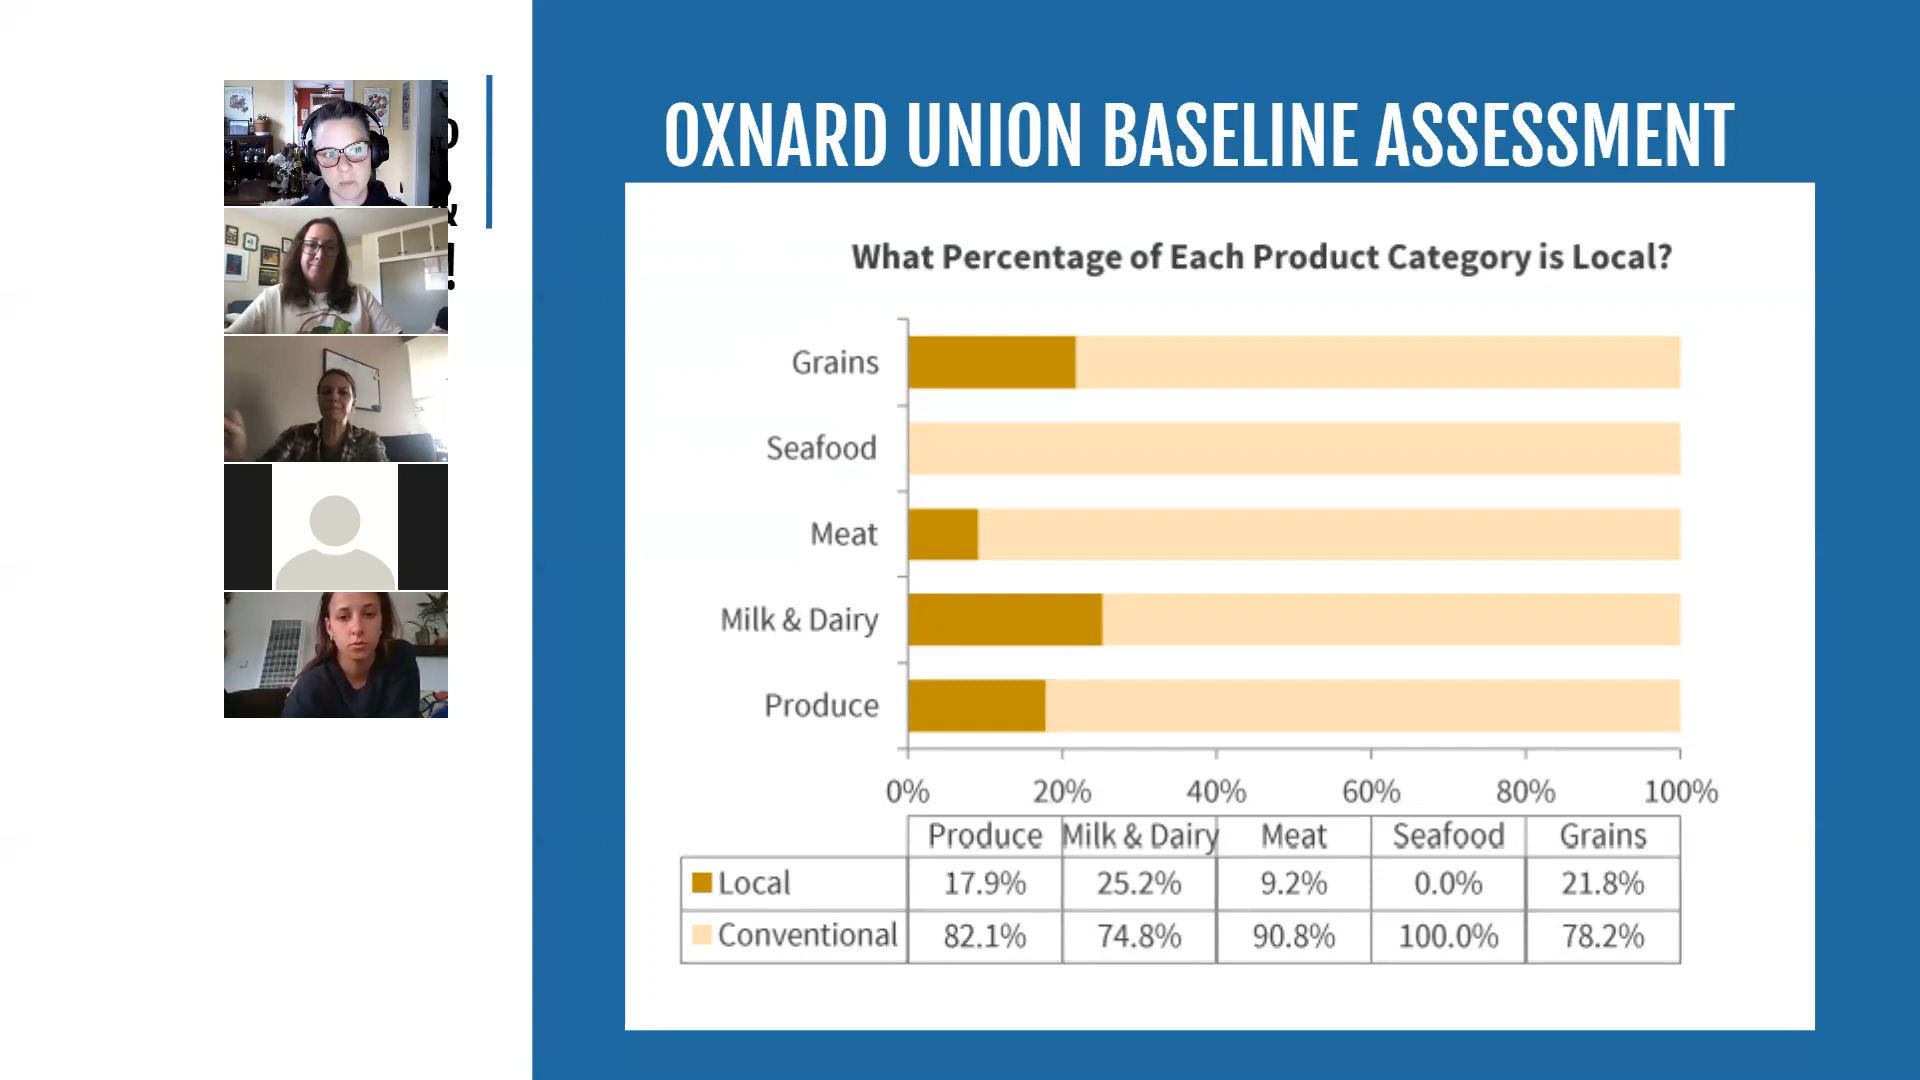 OXNARD UNION BASELINE ASSESSMENT
What Percentage of Each Product Category is Local?
Grains
Seafood
Meat
Milk & Dairy
Produce
0% 20% 40% 60% 80% 100%
Produce Milk & Dairy Meat Seafood Grains
Local 17.9% 25.2% 9.2% 0.0% 21.8%
Conventional 82.1% 74.8% 90.8% 100.0% 78.2%
&
!